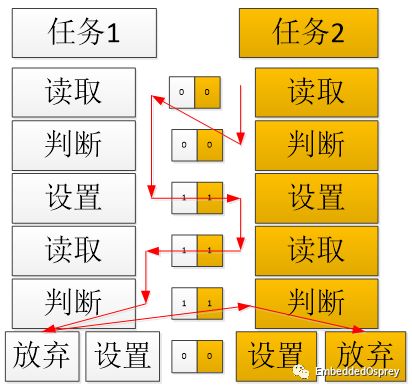 任务1 任务2
读取 0 0 读取
判断 0 0 判断
设置 1 1 设置
读取 1 1 读取
判断 1 1 判断
放弃 设置 0 0 设置 放弃
EmbeddedOsprey